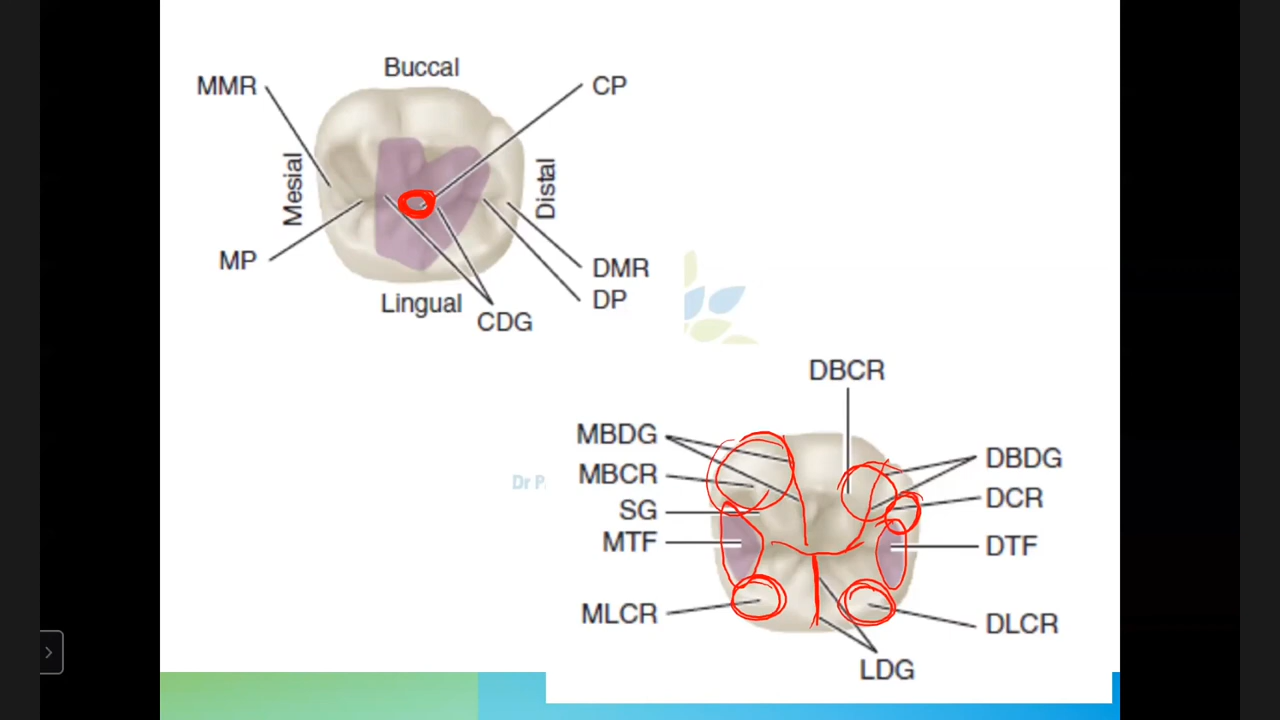 Buccal
MMR
CP
Mesial
Distal
MP
DMR
DP
Lingual
CDG
DBCR
MBDG
DBDG
MBCR
Dr P
DCR
SG
MTF
DTF
MLCR
DLCR
LDG